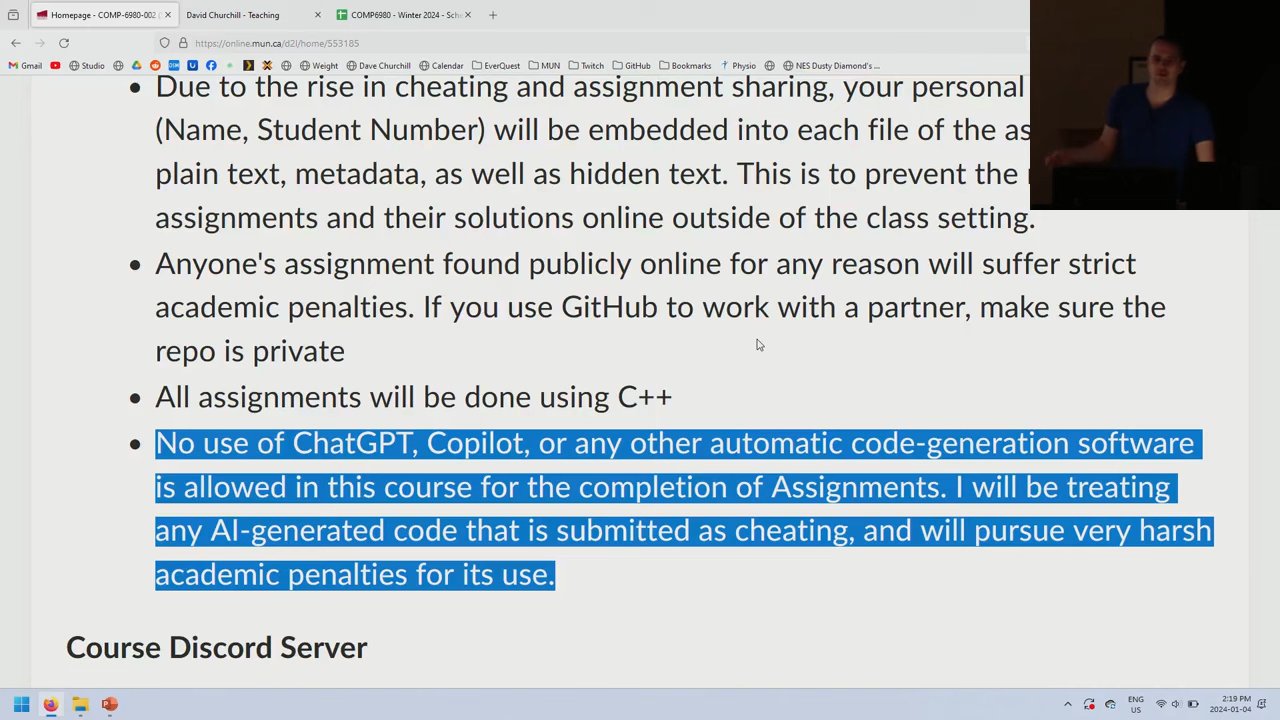 Homepage - COMP-6980-002 (
David Churchill - Teaching
COMP6980 - Winter 2024 - Sch
https://online.mun.ca/d2l/home/553185
Gmail
Studio
Weight
Dave Churchill
Calendar
EverQuest
MUN
Twitch
GitHub
Bookmarks
Physio
NES Dusty Diamond's...
Due to the rise in cheating and assignment sharing, your personal
(Name, Student Number) will be embedded into each file of the as
plain text, metadata, as well as hidden text. This is to prevent the
assignments and their solutions online outside of the class setting.
Anyone's assignment found publicly online for any reason will suffer strict
academic penalties. If you use GitHub to work with a partner, make sure the
repo is private
All assignments will be done using C++
No use of ChatGPT, Copilot, or any other automatic code-generation software
is allowed in this course for the completion of Assignments. I will be treating
any AI-generated code that is submitted as cheating, and will pursue very harsh
academic penalties for its use.
Course Discord Server
ENG
US
2:19 PM
2024-01-04